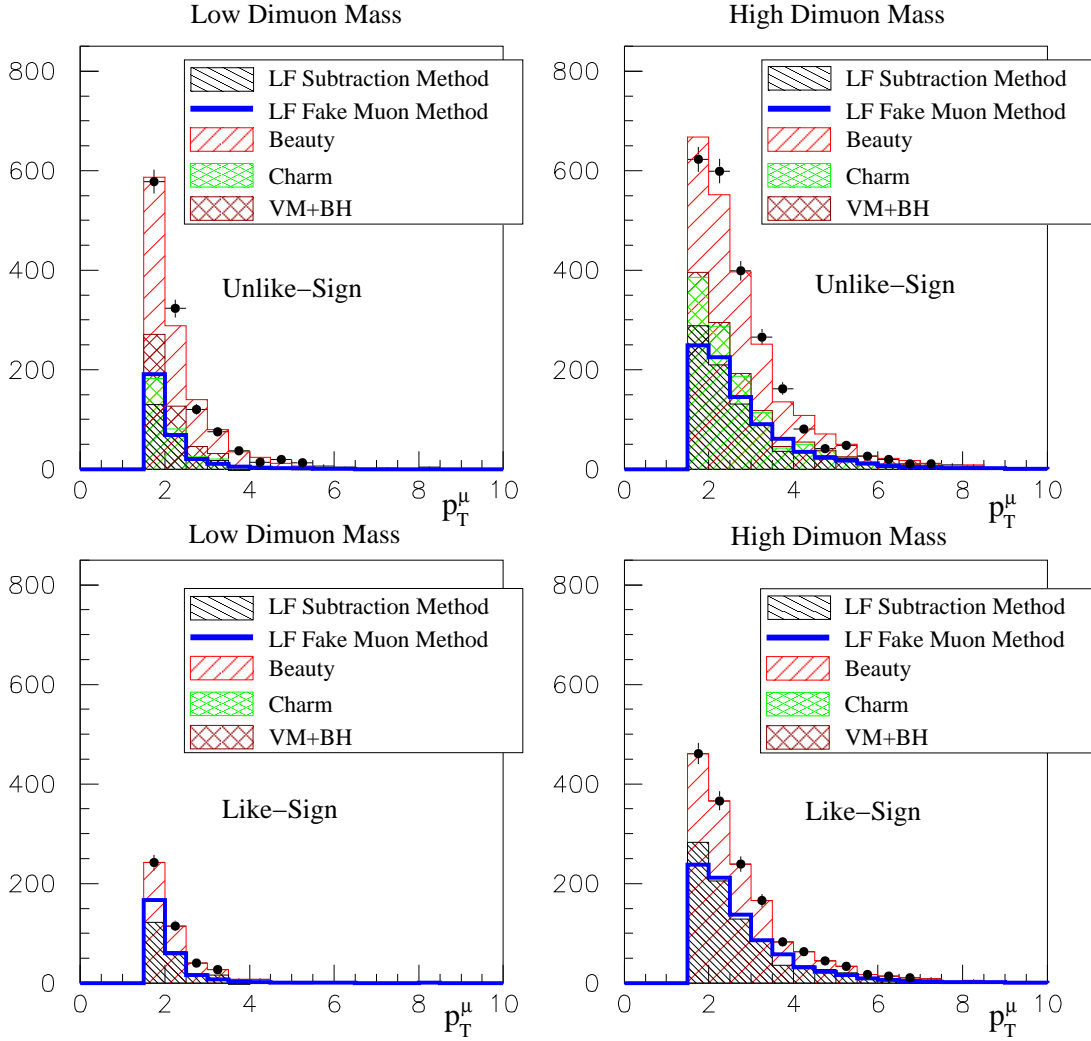 Low Dimuon Mass
800
600
400
200
0
LF Subtraction Method
LF Fake Muon Method
Beauty
Charm
VM+BH
Unlike−Sign
0 2 4 6 8 10
p_T^μ
High Dimuon Mass
800
600
400
200
0
LF Subtraction Method
LF Fake Muon Method
Beauty
Charm
VM+BH
Unlike−Sign
0 2 4 6 8 10
p_T^μ
Low Dimuon Mass
800
600
400
200
0
LF Subtraction Method
LF Fake Muon Method
Beauty
Charm
VM+BH
Like−Sign
0 2 4 6 8 10
p_T^μ
High Dimuon Mass
800
600
400
200
0
LF Subtraction Method
LF Fake Muon Method
Beauty
Charm
VM+BH
Like−Sign
0 2 4 6 8 10
p_T^μ